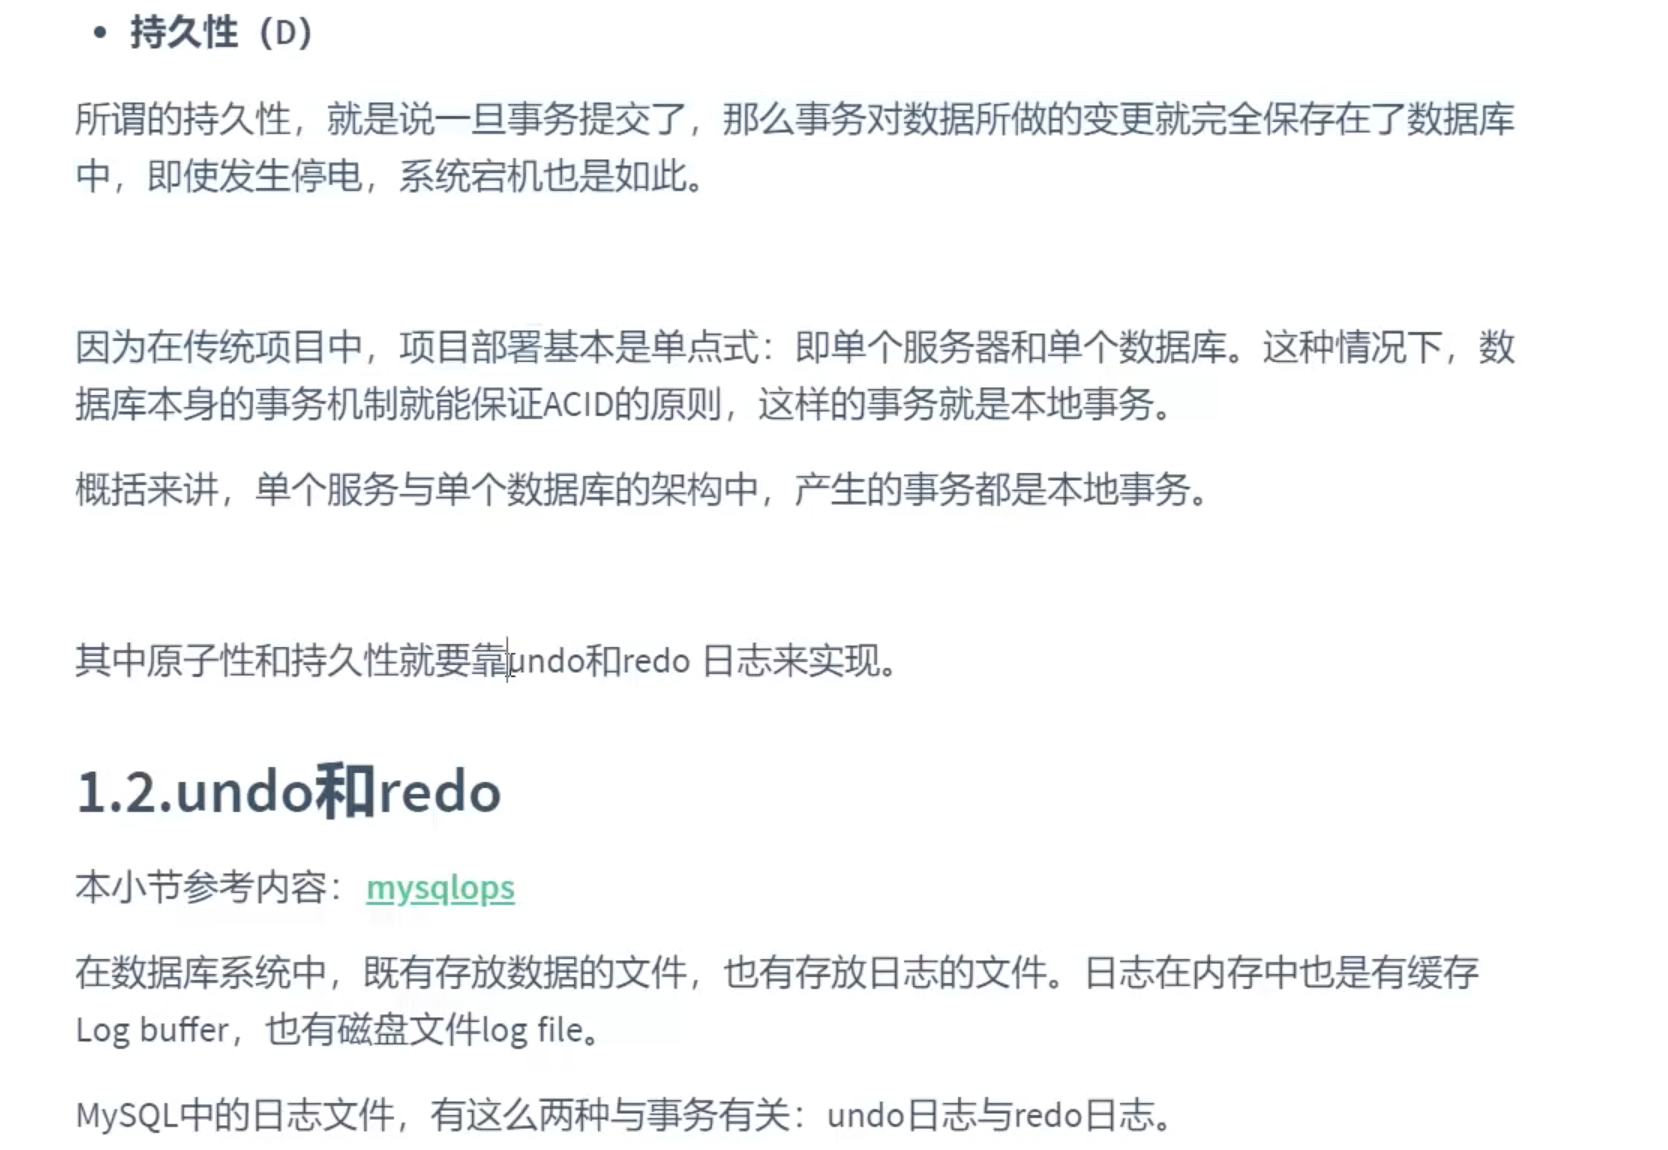 • 持久性（D）
所谓的持久性，就是说一旦事务提交了，那么事务对数据所做的变更就完全保存在了数据库
中，即使发生停电，系统宕机也是如此。
因为在传统项目中，项目部署基本是单点式：即单个服务器和单个数据库。这种情况下，数
据库本身的事务机制就能保证ACID的原则，这样的事务就是本地事务。
概括来讲，单个服务与单个数据库的架构中，产生的事务都是本地事务。
其中原子性和持久性就要靠undo和redo 日志来实现。
1.2.undo和redo
本小节参考内容：mysqlops
在数据库系统中，既有存放数据的文件，也有存放日志的文件。日志在内存中也是有缓存
Log buffer，也有磁盘文件log file。
MySQL中的日志文件，有这么两种与事务有关：undo日志与redo日志。